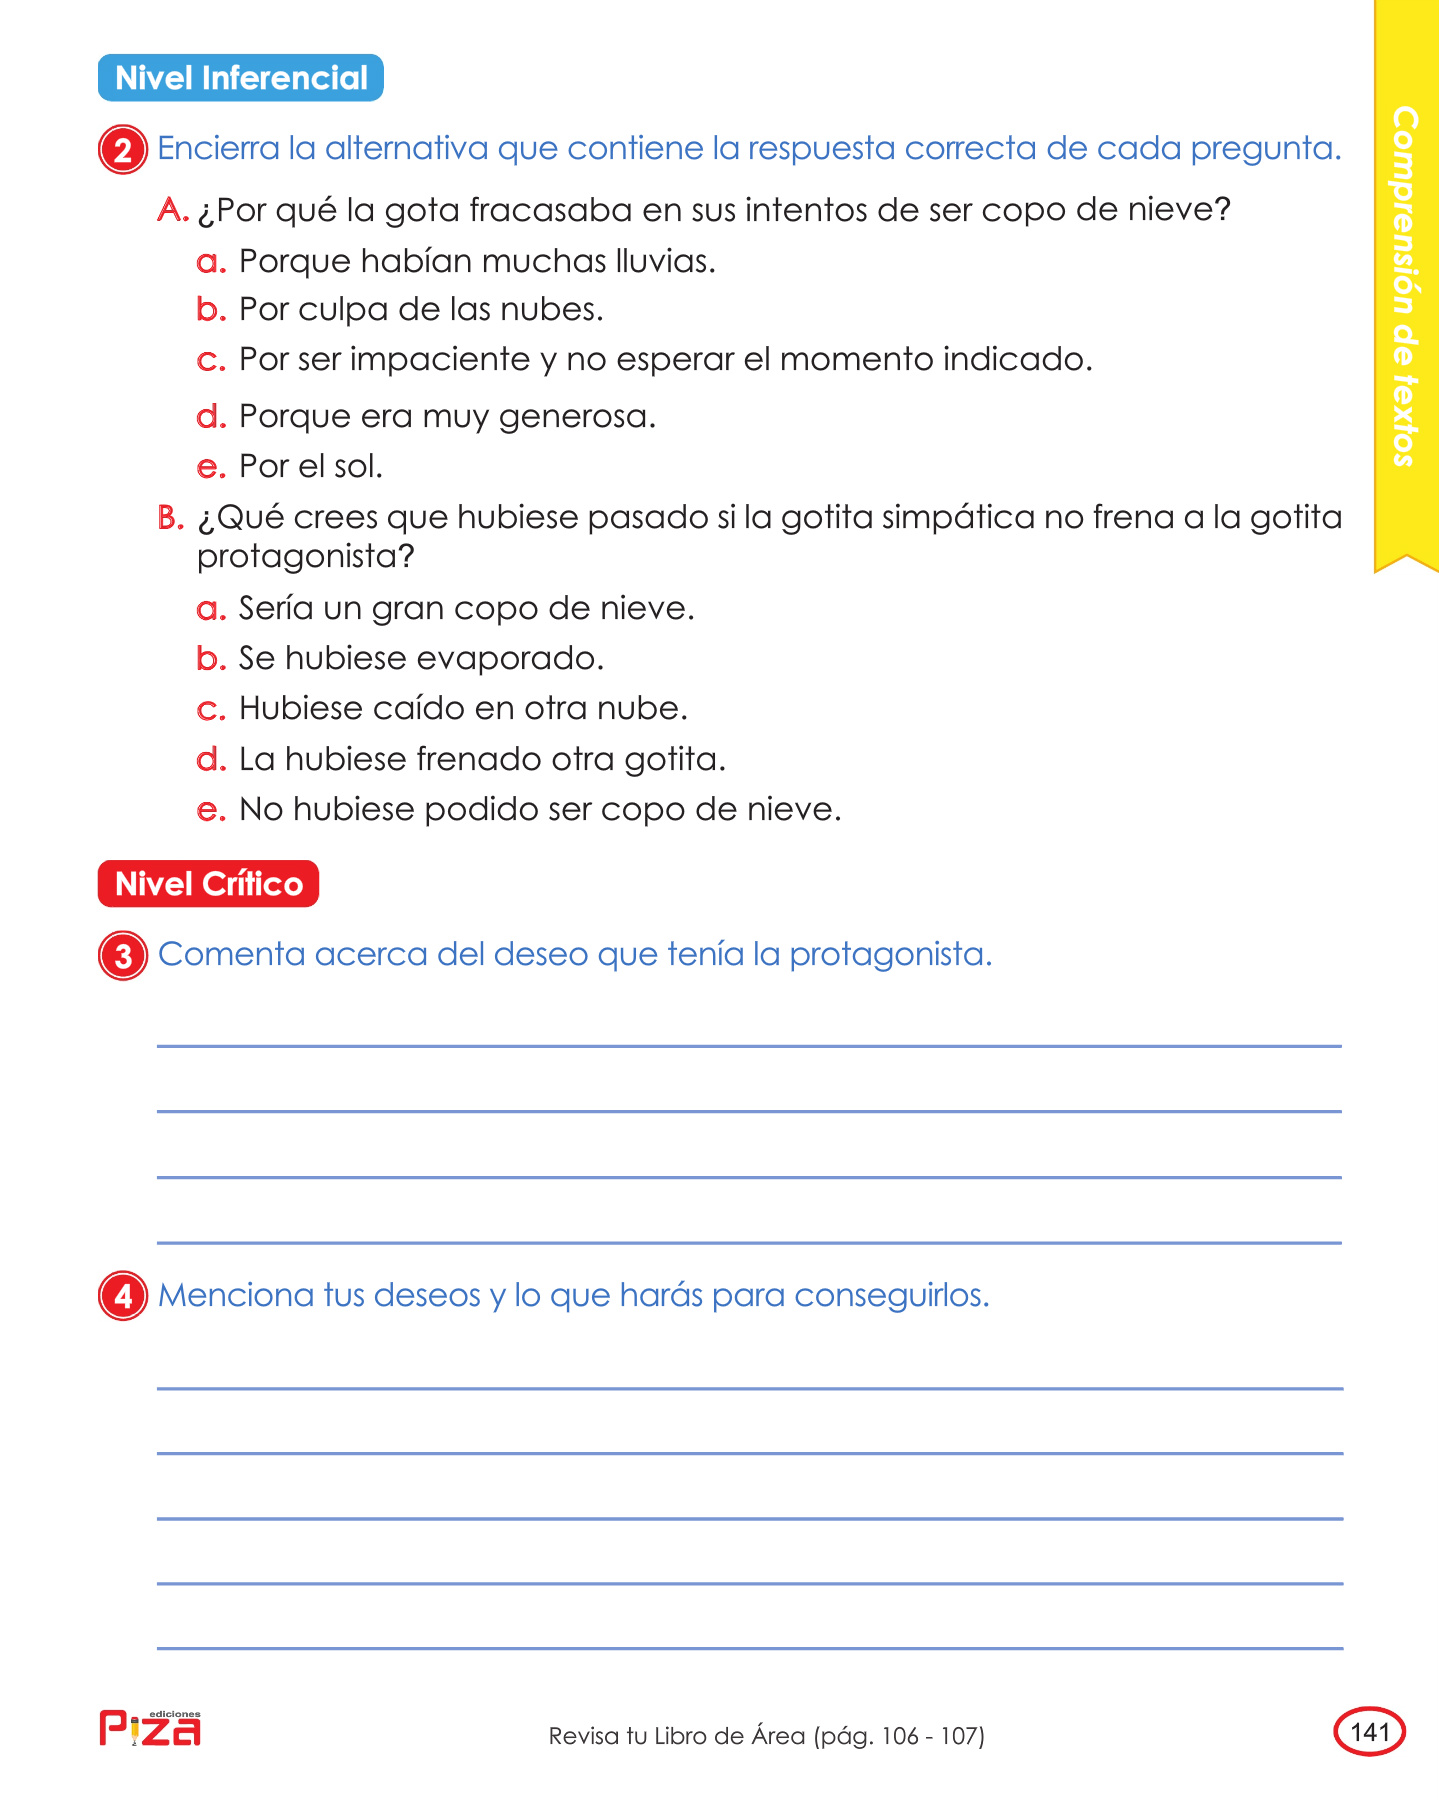 Nivel Inferencial
2 Encierra la alternativa que contiene la respuesta correcta de cada pregunta.
A. ¿Por qué la gota fracasaba en sus intentos de ser copo de nieve?
a. Porque habían muchas lluvias.
b. Por culpa de las nubes.
c. Por ser impaciente y no esperar el momento indicado.
d. Porque era muy generosa.
e. Por el sol.
B. ¿Qué crees que hubiese pasado si la gotita simpática no frena a la gotita
protagonista?
a. Sería un gran copo de nieve.
b. Se hubiese evaporado.
c. Hubiese caído en otra nube.
d. La hubiese frenado otra gotita.
e. No hubiese podido ser copo de nieve.
Nivel Crítico
3 Comenta acerca del deseo que tenía la protagonista.
4 Menciona tus deseos y lo que harás para conseguirlos.
Comprensión de textos
ediciones
Piza
Revisa tu Libro de Área (pág. 106 - 107)
141